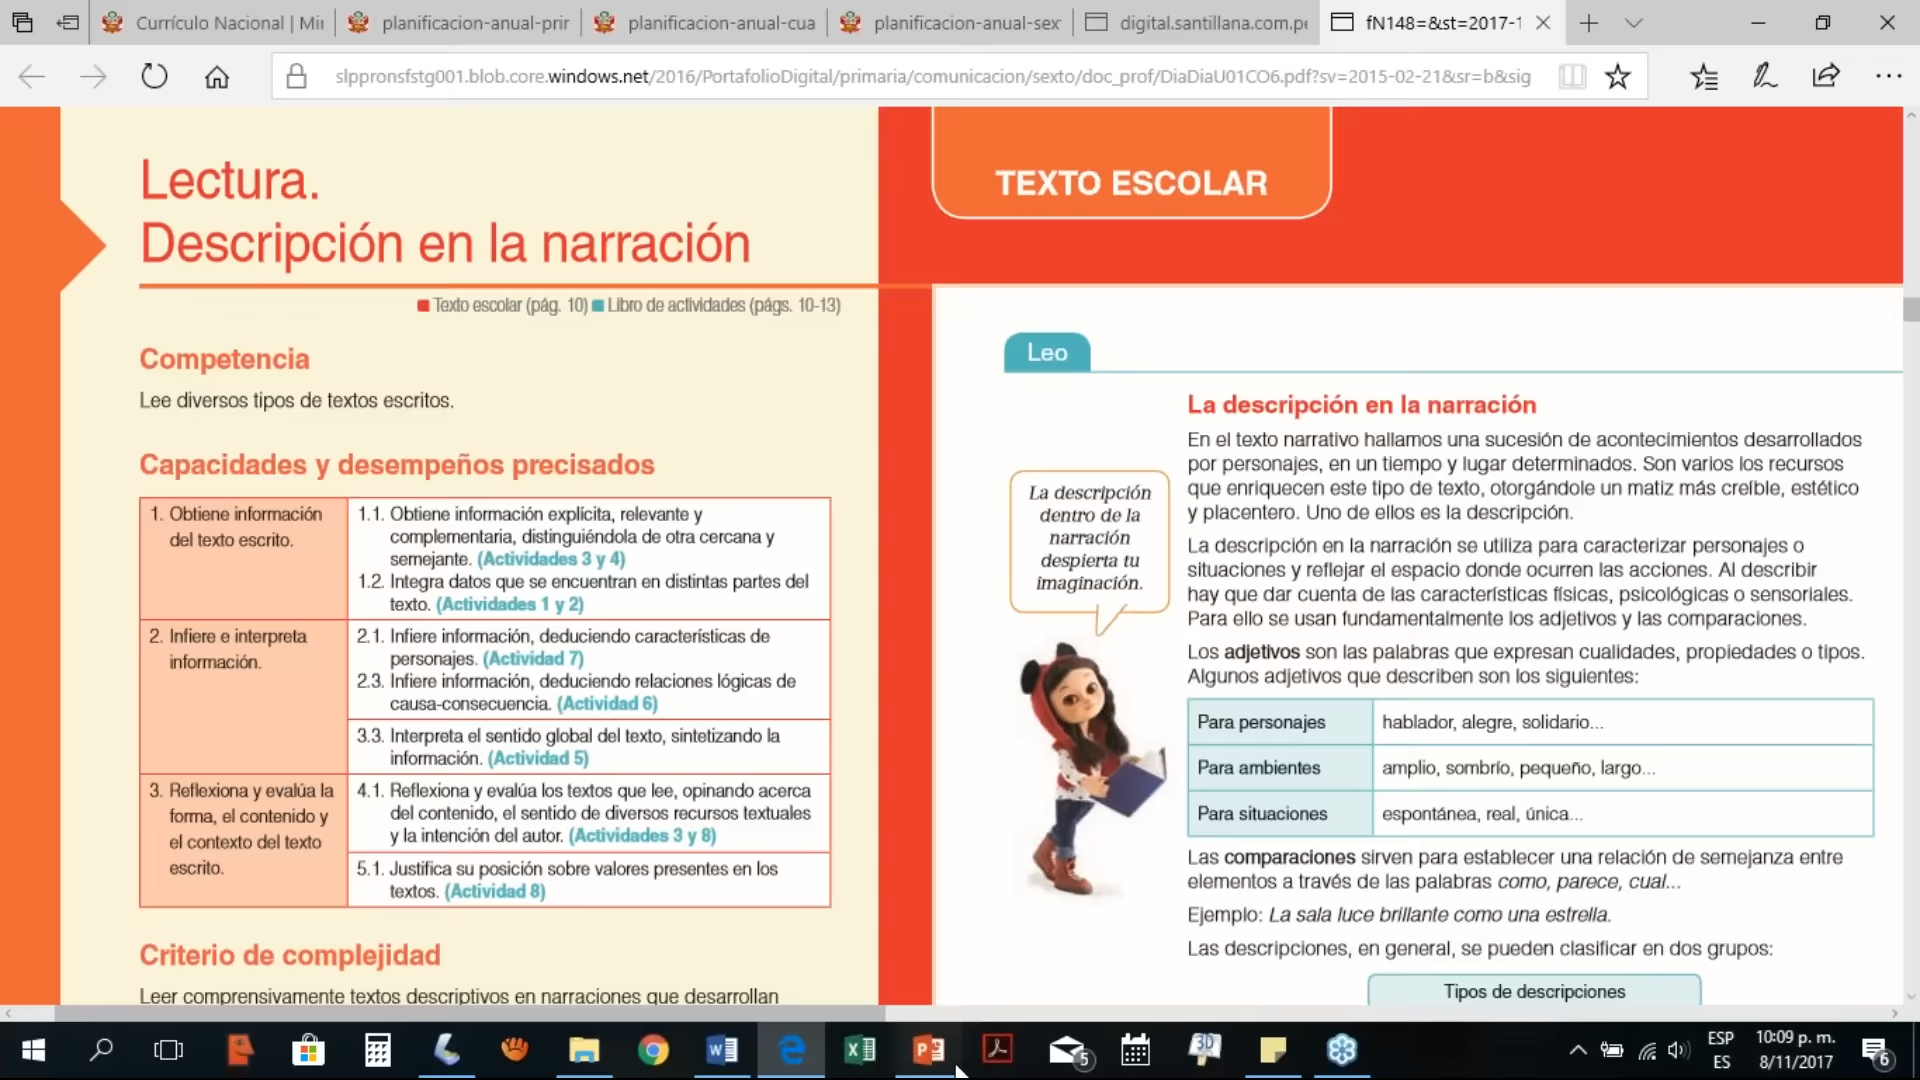 Currículo Nacional | Mii
planificacion-anual-prir
planificacion-anual-cua
planificacion-anual-sex
digital.santillana.com.pe
fN148=&st=2017-1
slppronsfstg001.blob.core.windows.net/2016/PortafolioDigital/primaria/comunicacion/sexto/doc_prof/DiaDiaU01CO6.pdf?sv=2015-02-21&sr=b&sig
Lectura.
Descripción en la narración
Texto escolar (pág. 10) Libro de actividades (págs. 10-13)
Competencia
Lee diversos tipos de textos escritos.
Capacidades y desempeños precisados
1. Obtiene información
del texto escrito.
1.1. Obtiene información explícita, relevante y
complementaria, distinguiéndola de otra cercana y
semejante. (Actividades 3 y 4)
1.2. Integra datos que se encuentran en distintas partes del
texto. (Actividades 1 y 2)
2. Infiere e interpreta
información.
2.1. Infiere información, deduciendo características de
personajes. (Actividad 7)
2.3. Infiere información, deduciendo relaciones lógicas de
causa-consecuencia. (Actividad 6)
3.3. Interpreta el sentido global del texto, sintetizando la
información. (Actividad 5)
3. Reflexiona y evalúa la
forma, el contenido y
el contexto del texto
escrito.
4.1. Reflexiona y evalúa los textos que lee, opinando acerca
del contenido, el sentido de diversos recursos textuales
y la intención del autor. (Actividades 3 y 8)
5.1. Justifica su posición sobre valores presentes en los
textos. (Actividad 8)
Criterio de complejidad
Leer comprensivamente textos descriptivos en narraciones que desarrollan
TEXTO ESCOLAR
Leo
La descripción
dentro de la
narración
despierta tu
imaginación.
La descripción en la narración
En el texto narrativo hallamos una sucesión de acontecimientos desarrollados
por personajes, en un tiempo y lugar determinados. Son varios los recursos
que enriquecen este tipo de texto, otorgándole un matiz más creíble, estético
y placentero. Uno de ellos es la descripción.
La descripción en la narración se utiliza para caracterizar personajes o
situaciones y reflejar el espacio donde ocurren las acciones. Al describir
hay que dar cuenta de las características físicas, psicológicas o sensoriales.
Para ello se usan fundamentalmente los adjetivos y las comparaciones.
Los adjetivos son las palabras que expresan cualidades, propiedades o tipos.
Algunos adjetivos que describen son los siguientes:
Para personajes hablador, alegre, solidario...
Para ambientes amplio, sombrío, pequeño, largo...
Para situaciones espontánea, real, única...
Las comparaciones sirven para establecer una relación de semejanza entre
elementos a través de las palabras como, parece, cual...
Ejemplo: La sala luce brillante como una estrella.
Las descripciones, en general, se pueden clasificar en dos grupos:
Tipos de descripciones
5
3D
ESP
ES
10:09 p. m.
8/11/2017
6